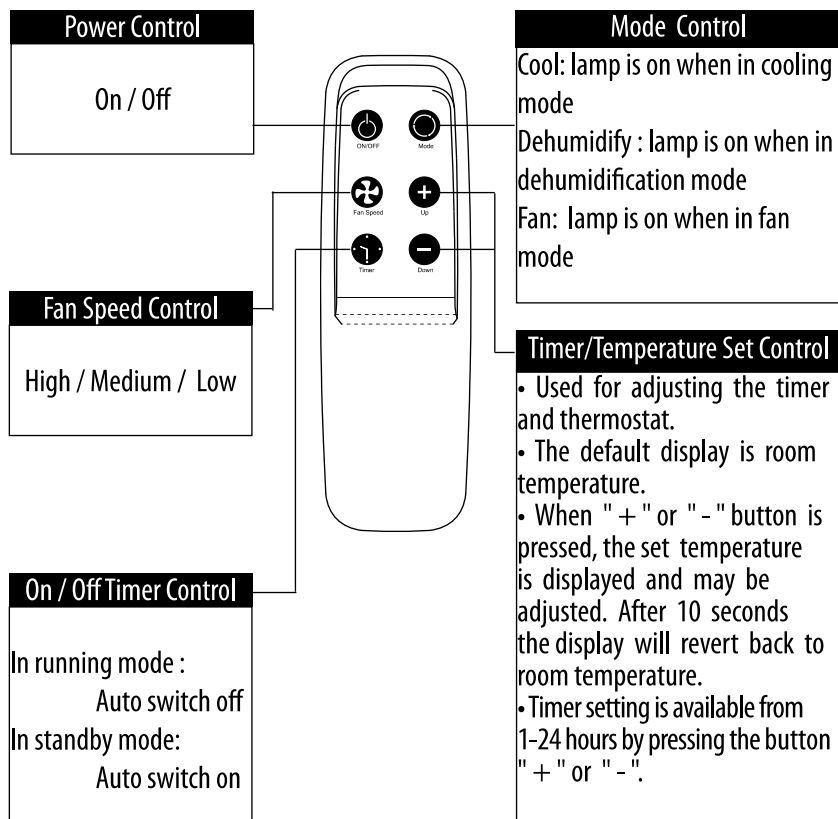 Power Control
On / Off
Fan Speed Control
High / Medium / Low
On / Off Timer Control
In running mode :
Auto switch off
In standby mode:
Auto switch on
ON/OFF
Mode
Fan Speed
Up
Timer
Down
Mode Control
Cool: lamp is on when in cooling
mode
Dehumidify : lamp is on when in
dehumidification mode
Fan: lamp is on when in fan
mode
Timer/Temperature Set Control
• Used for adjusting the timer
and thermostat.
• The default display is room
temperature.
• When " + " or " - " button is
pressed, the set temperature
is displayed and may be
adjusted. After 10 seconds
the display will revert back to
room temperature.
• Timer setting is available from
1-24 hours by pressing the button
" + " or " - ".